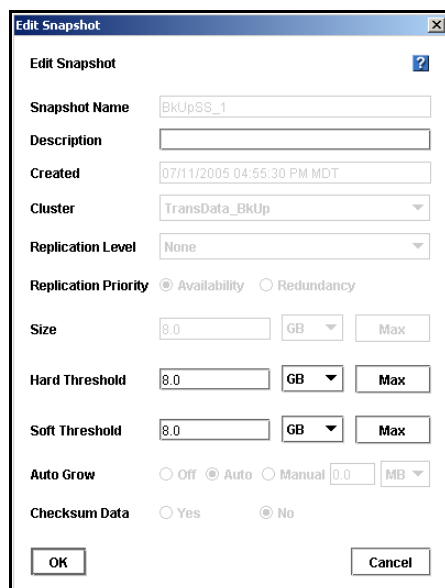 Edit Snapshot
Edit Snapshot ?
Snapshot Name BkUpSS_1
Description
Created 07/11/2005 04:55:30 PM MDT
Cluster TransData_BkUp
Replication Level None
Replication Priority Availability Redundancy
Size 8.0 GB Max
Hard Threshold 8.0 GB Max
Soft Threshold 8.0 GB Max
Auto Grow Off Auto Manual 0.0 MB
Checksum Data Yes No
OK Cancel